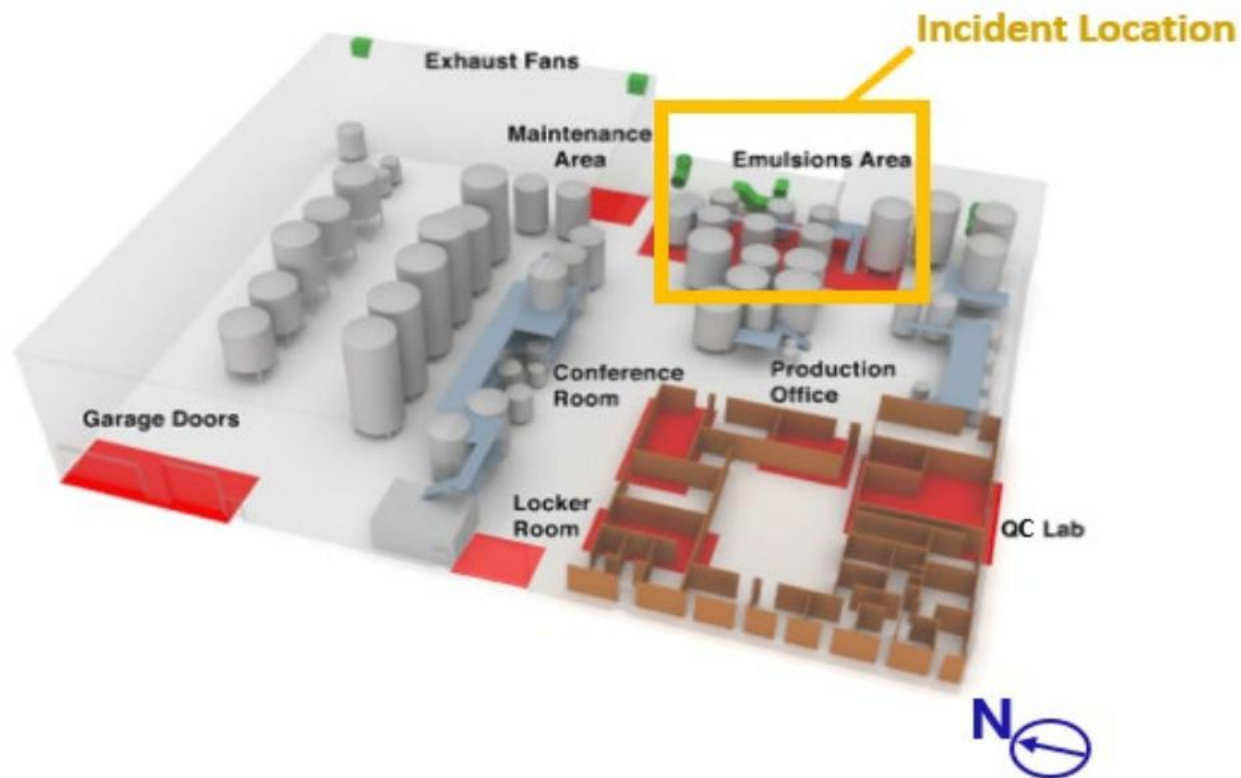 Incident Location
Exhaust Fans
Maintenance
Area
Emulsions Area
Conference
Room
Production
Office
Garage Doors
Locker
Room
QC Lab
N